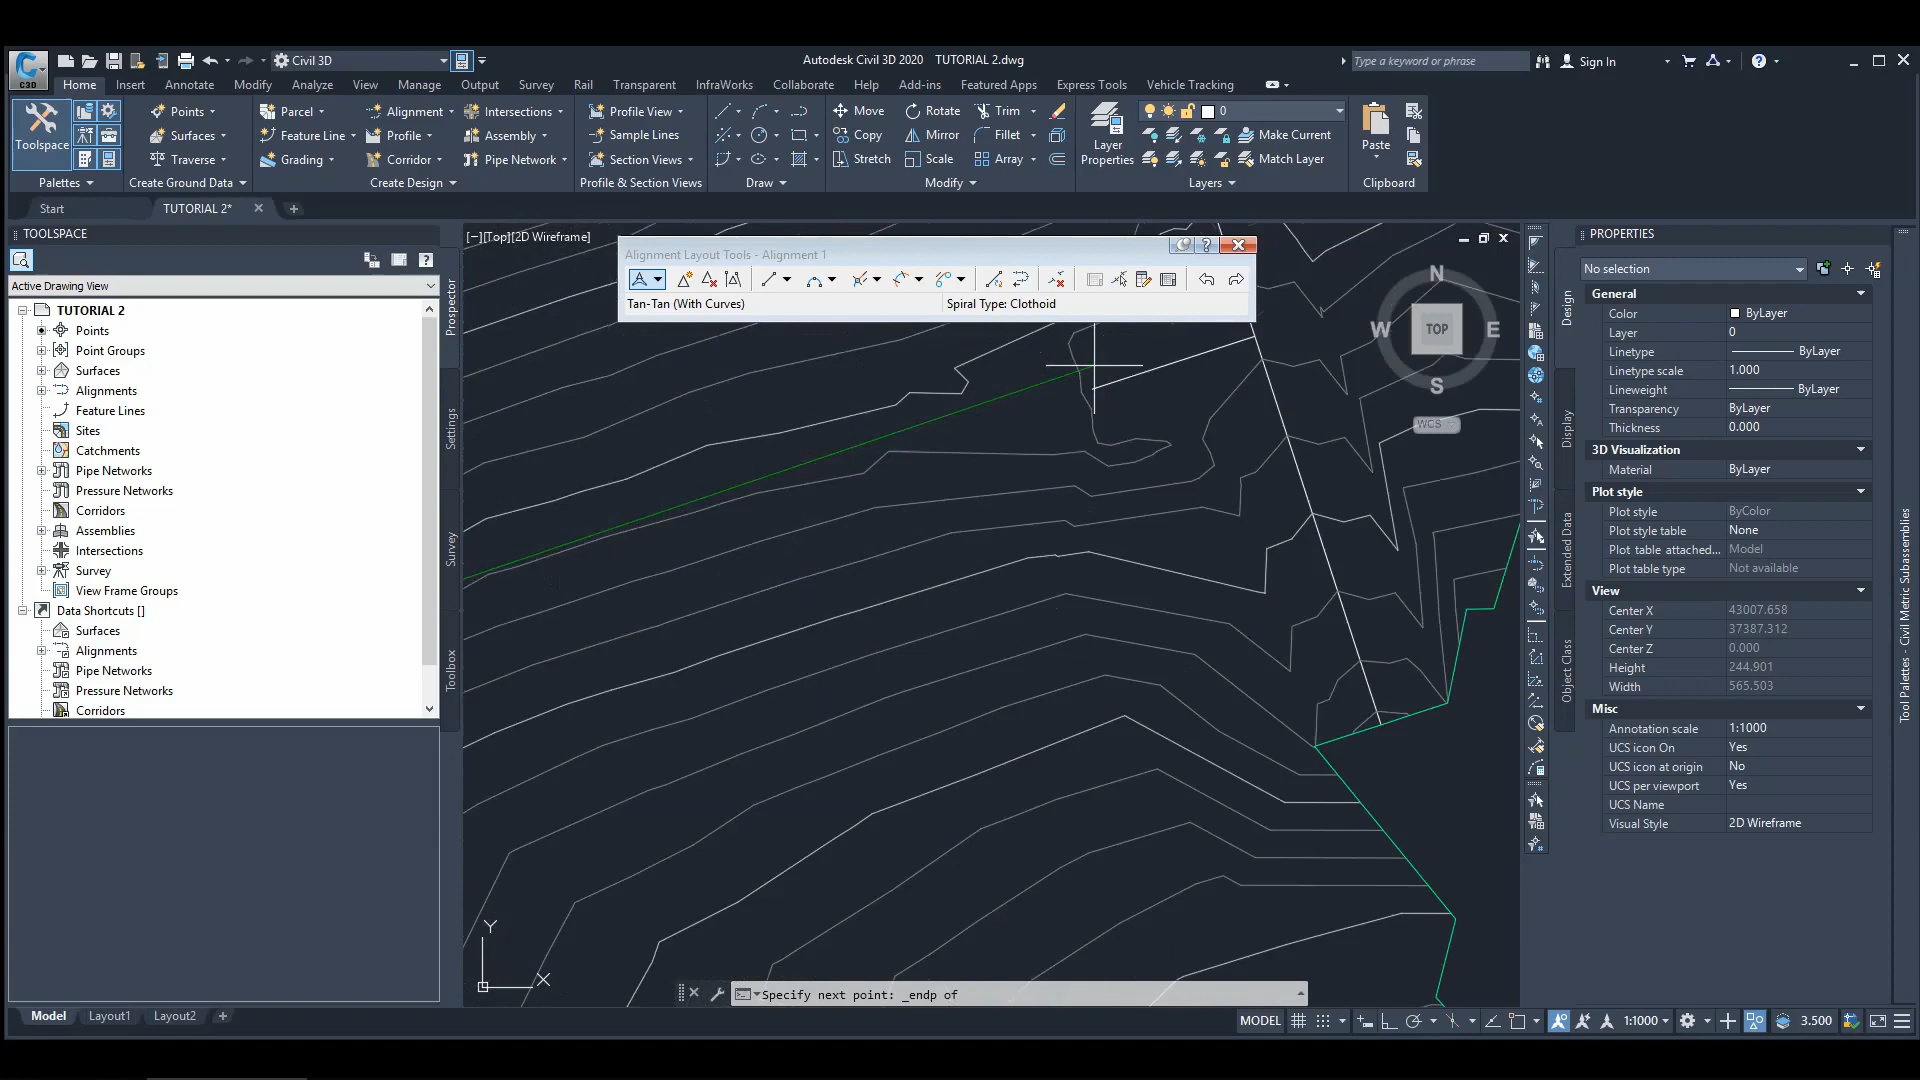 Civil 3D
Autodesk Civil 3D 2020 TUTORIAL 2.dwg
Type a keyword or phrase
Sign In
C3D
Home Insert Annotate Modify Analyze View Manage Output Survey Rail Transparent InfraWorks Collaborate Help Add-ins Featured Apps Express Tools Vehicle Tracking
Toolspace
Palettes
Points
Surfaces
Traverse
Create Ground Data
Parcel
Feature Line
Grading
Alignment
Profile
Corridor
Intersections
Assembly
Pipe Network
Create Design
Profile View
Sample Lines
Section Views
Profile & Section Views
Draw
Move
Copy
Stretch
Rotate
Mirror
Scale
Trim
Fillet
Array
Modify
Layer
Properties
0
Make Current
Match Layer
Layers
Paste
Clipboard
Start
TUTORIAL 2*
TOOLSPACE
Active Drawing View
TUTORIAL 2
Points
Point Groups
Surfaces
Alignments
Feature Lines
Sites
Catchments
Pipe Networks
Pressure Networks
Corridors
Assemblies
Intersections
Survey
View Frame Groups
Data Shortcuts []
Surfaces
Alignments
Pipe Networks
Pressure Networks
Corridors
Prospector
Settings
Survey
Toolbox
[−][Top][2D Wireframe]
Alignment Layout Tools - Alignment 1
Tan-Tan (With Curves)
Spiral Type: Clothoid
N
W
TOP
E
S
WCS
Y
X
Specify next point: _endp of
PROPERTIES
No selection
Design
Display
Extended Data
Object Class
General
Color ByLayer
Layer 0
Linetype ByLayer
Linetype scale 1.000
Lineweight ByLayer
Transparency ByLayer
Thickness 0.000
3D Visualization
Material ByLayer
Plot style
Plot style ByColor
Plot style table None
Plot table attached... Model
Plot table type Not available
View
Center X 43007.658
Center Y 37387.312
Center Z 0.000
Height 244.901
Width 565.503
Misc
Annotation scale 1:1000
UCS icon On Yes
UCS icon at origin No
UCS per viewport Yes
UCS Name
Visual Style 2D Wireframe
Tool Palettes - Civil Metric Subassemblies
Model
Layout1
Layout2
MODEL
1:1000
3.500